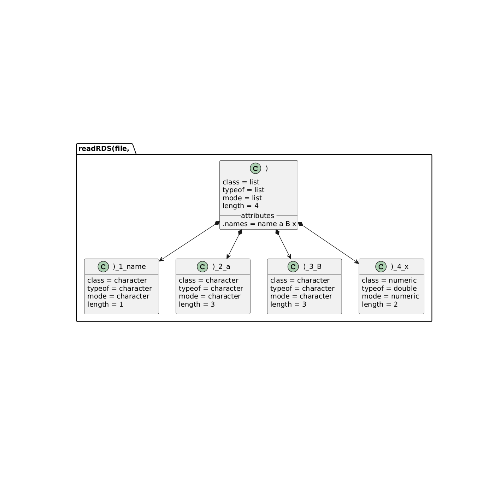 readRDS(file,
C )
class = list
typeof = list
mode = list
length = 4
attributes
.names = name a B x
C )_1_name
class = character
typeof = character
mode = character
length = 1
C )_2_a
class = character
typeof = character
mode = character
length = 3
C )_3_B
class = character
typeof = character
mode = character
length = 3
C )_4_x
class = numeric
typeof = double
mode = numeric
length = 2